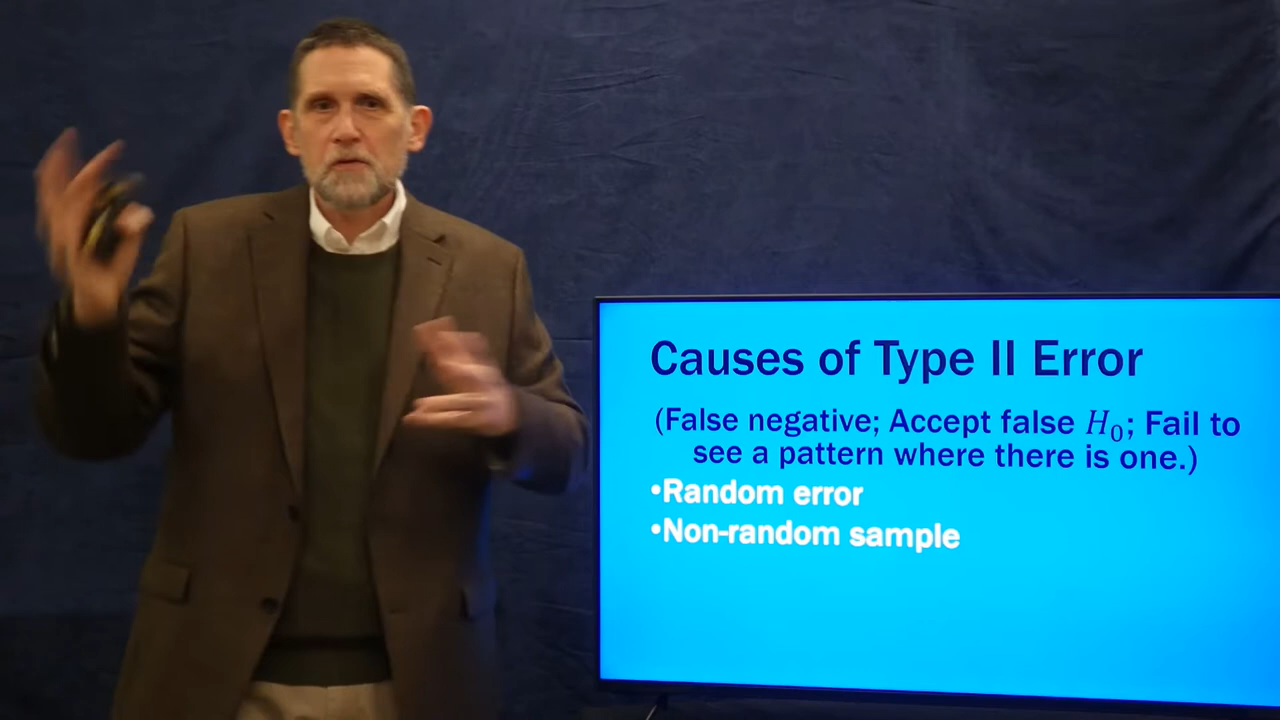 Causes of Type II Error
(False negative; Accept false H₀; Fail to
see a pattern where there is one.)
•Random error
•Non-random sample